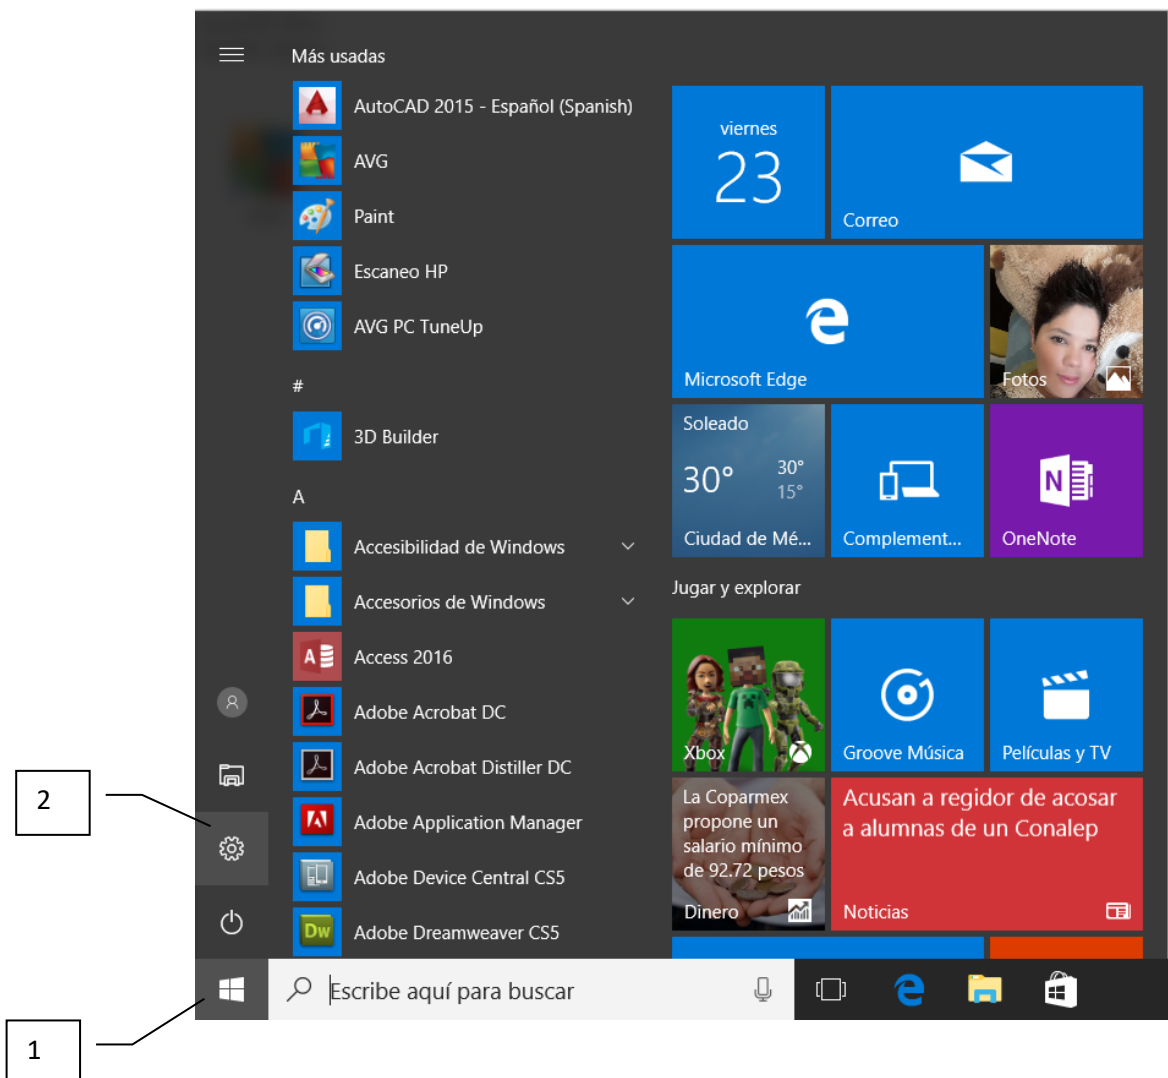 Más usadas
AutoCAD 2015 - Español (Spanish)
AVG
Paint
Escaneo HP
AVG PC TuneUp
#
3D Builder
A
Accesibilidad de Windows
Accesorios de Windows
Access 2016
Adobe Acrobat DC
Adobe Acrobat Distiller DC
Adobe Application Manager
Adobe Device Central CS5
Dw
Adobe Dreamweaver CS5
viernes
23
Correo
Microsoft Edge
Fotos
Soleado
30°
30°
15°
Ciudad de Mé...
Complement...
N
OneNote
Jugar y explorar
Xbox
Groove Música
Películas y TV
La Coparmex
propone un
salario mínimo
de 92.72 pesos
Dinero
Acusan a regidor de acosar
a alumnas de un Conalep
Noticias
Escribe aquí para buscar
2
1